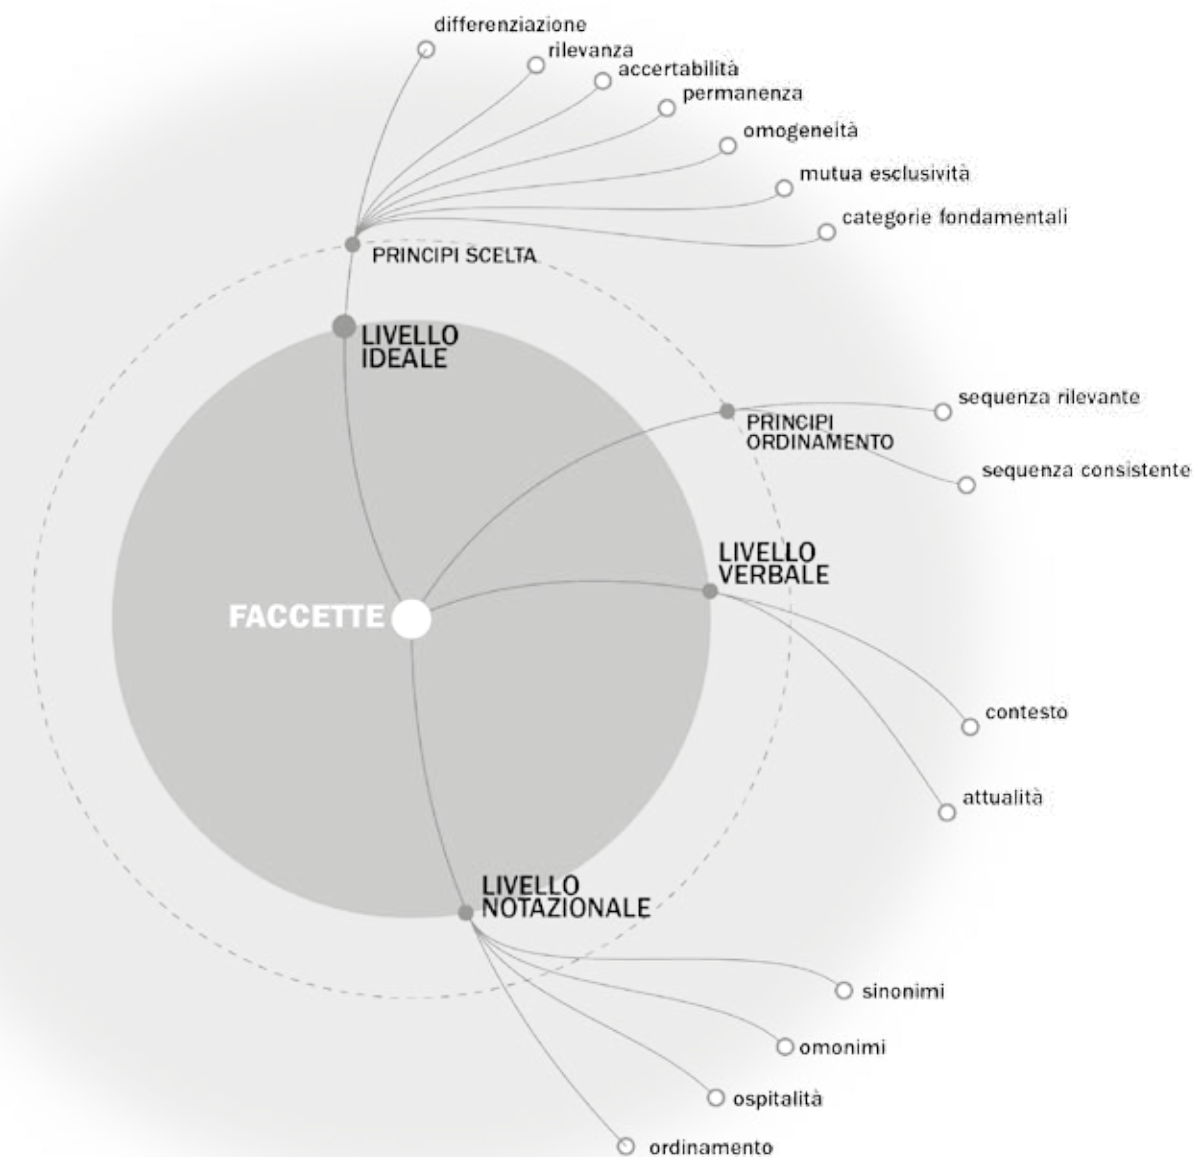 differenziazione
rilevanza
accertabilità
permanenza
omogeneità
mutua esclusività
categorie fondamentali
PRINCIPI SCELTA
LIVELLO
IDEALE
sequenza rilevante
PRINCIPI
ORDINAMENTO
sequenza consistente
LIVELLO
VERBALE
FACCETTE
contesto
attualità
LIVELLO
NOTAZIONALE
sinonimi
omonimi
ospitalità
ordinamento